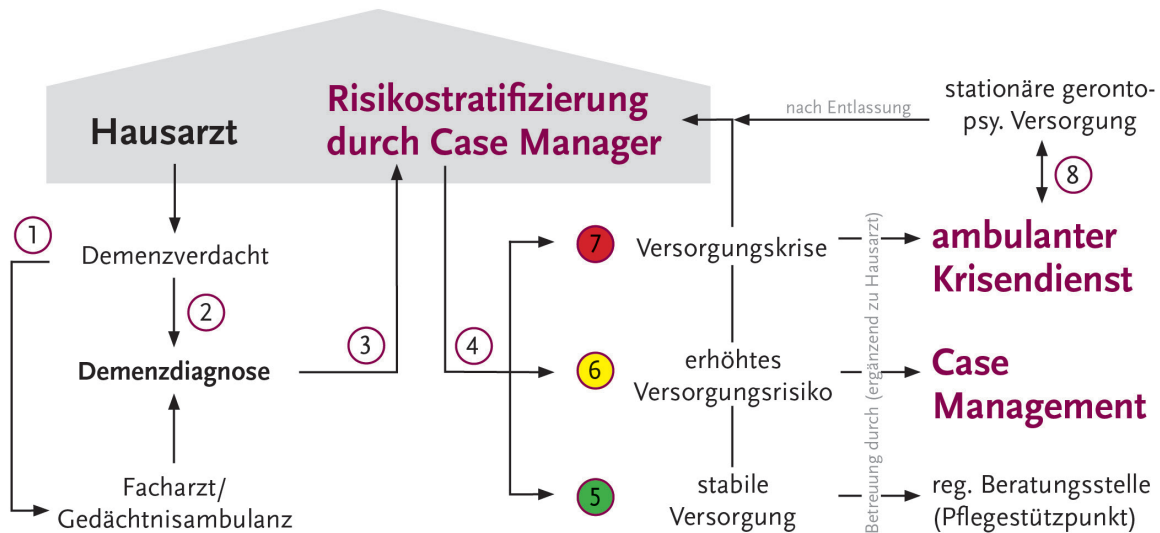 Hausarzt
Risikostratifizierung
durch Case Manager
nach Entlassung
stationäre geronto-
psy. Versorgung
8
1
Demenzverdacht
2
Demenzdiagnose
3
4
Facharzt/
Gedächtnisambulanz
7
Versorgungskrise
ambulanter
Krisendienst
6
erhöhtes
Versorgungsrisiko
Case
Management
5
stabile
Versorgung
reg. Beratungsstelle
(Pflegestützpunkt)
Betreuung durch (ergänzend zu Hausarzt)